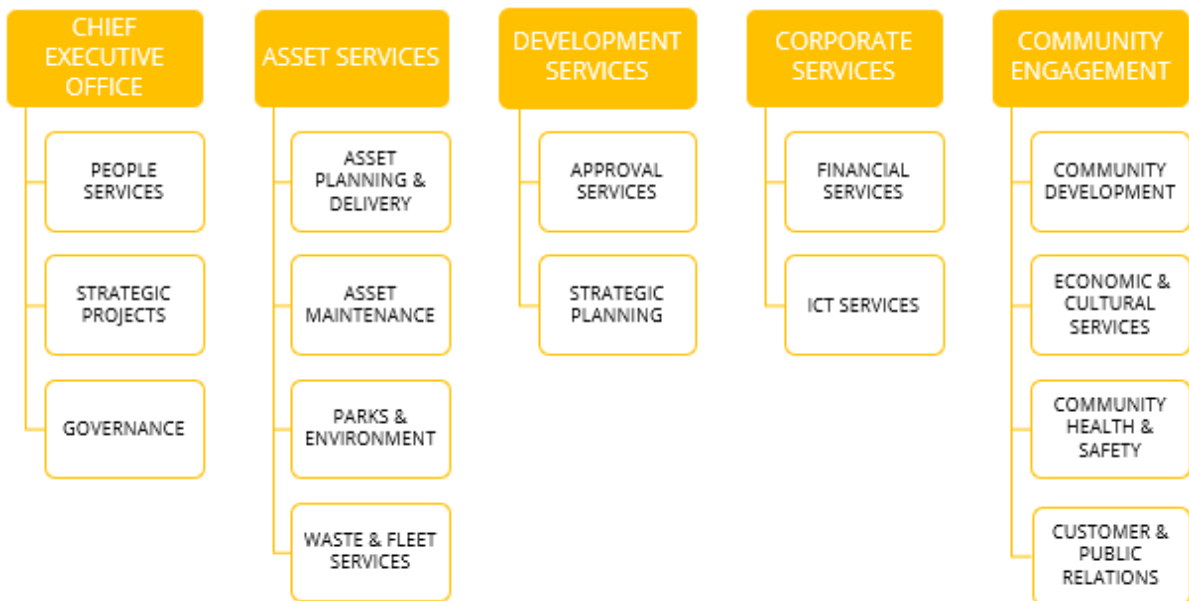 CHIEF
EXECUTIVE
OFFICE
PEOPLE
SERVICES
STRATEGIC
PROJECTS
GOVERNANCE
ASSET SERVICES
ASSET
PLANNING &
DELIVERY
ASSET
MAINTENANCE
PARKS &
ENVIRONMENT
WASTE & FLEET
SERVICES
DEVELOPMENT
SERVICES
APPROVAL
SERVICES
STRATEGIC
PLANNING
CORPORATE
SERVICES
FINANCIAL
SERVICES
ICT SERVICES
COMMUNITY
ENGAGEMENT
COMMUNITY
DEVELOPMENT
ECONOMIC &
CULTURAL
SERVICES
COMMUNITY
HEALTH &
SAFETY
CUSTOMER &
PUBLIC
RELATIONS